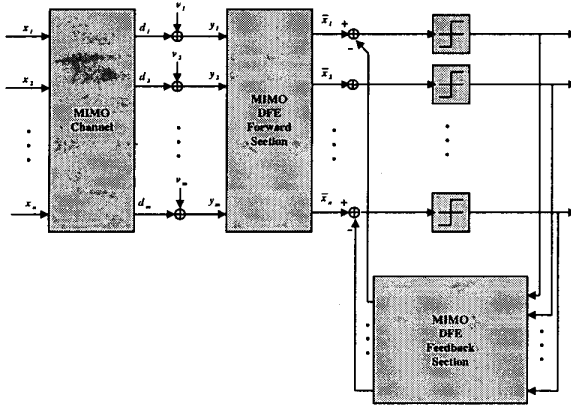 x₁ d₁ v₁ y₁ x̄₁ + -
x₂ d₂ v₂ y₂ x̄₂
MIMO
Channel
MIMO
DFE
Forward
Section
xₙ dₘ vₘ yₘ x̄ₙ + -
MIMO
DFE
Feedback
Section